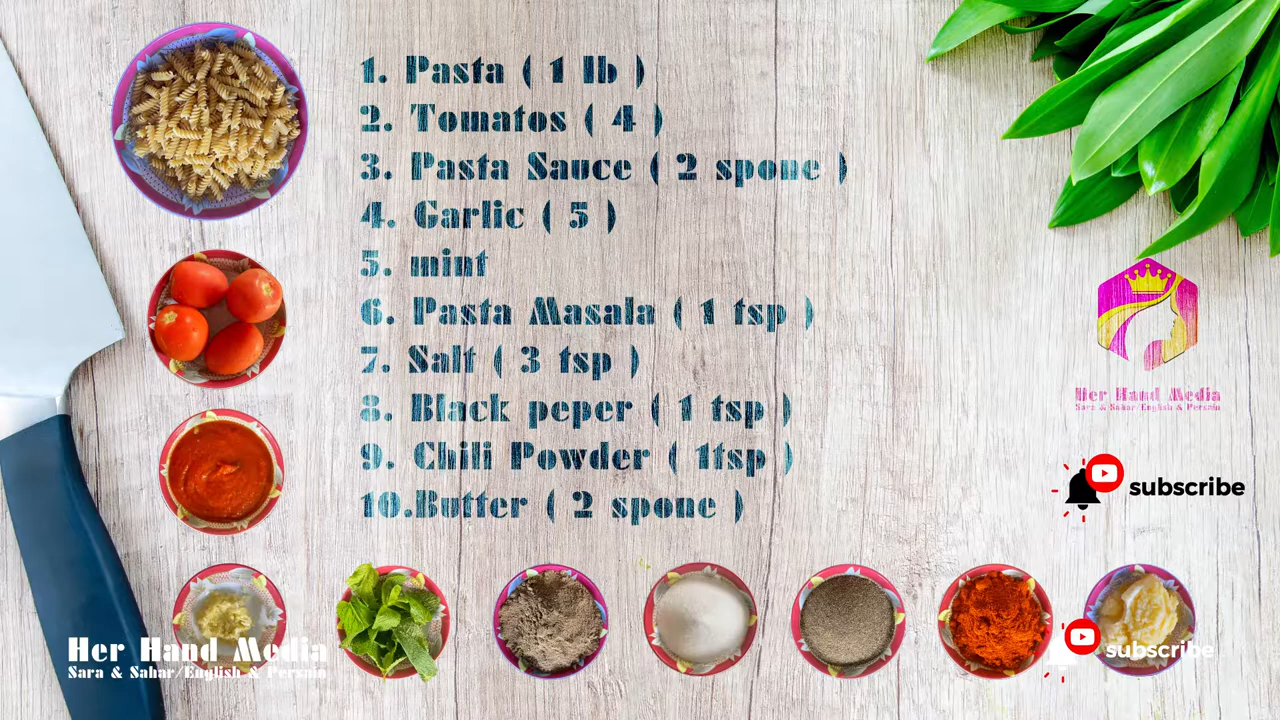 1. Pasta ( 1 lb )
2. Tomatos ( 4 )
3. Pasta Sauce ( 2 spone )
4. Garlic ( 5 )
5. mint
6. Pasta Masala ( 1 tsp )
7. Salt ( 3 tsp )
8. Black peper ( 1 tsp )
9. Chili Powder ( 1tsp )
10.Butter ( 2 spone )
Her Hand Media
Sara & Sahar/English & Persain
subscribe
Her Hand Media
Sara & Sahar/English & Persain
subscribe